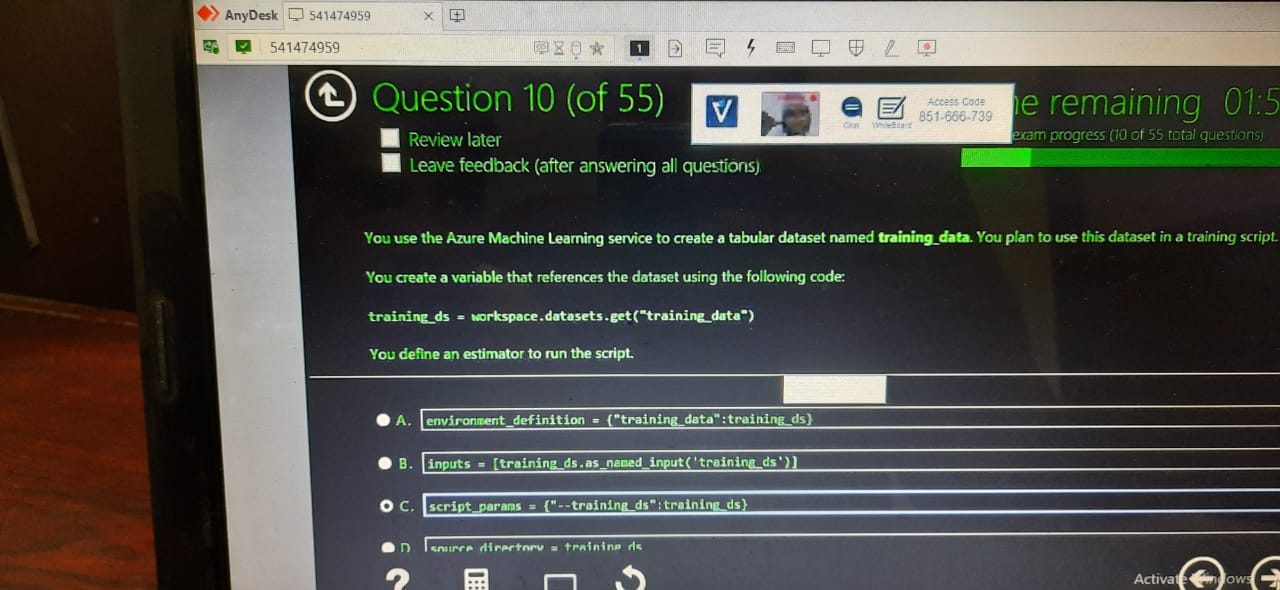 AnyDesk
541474959
541474959
1
Question 10 (of 55)
Review later
Leave feedback (after answering all questions)
Chat
WhiteBoard
Access Code
851-666-739
remaining 01:5
exam progress (10 of 55 total questions)
You use the Azure Machine Learning service to create a tabular dataset named training_data. You plan to use this dataset in a training script.
You create a variable that references the dataset using the following code:
training_ds = workspace.datasets.get("training_data")
You define an estimator to run the script.
A. environment_definition = {"training_data":training_ds}
B. inputs = [training_ds.as_named_input('training_ds')]
C. script_params = {"--training_ds":training_ds}
D source_directory = training_ds
Activate Windows